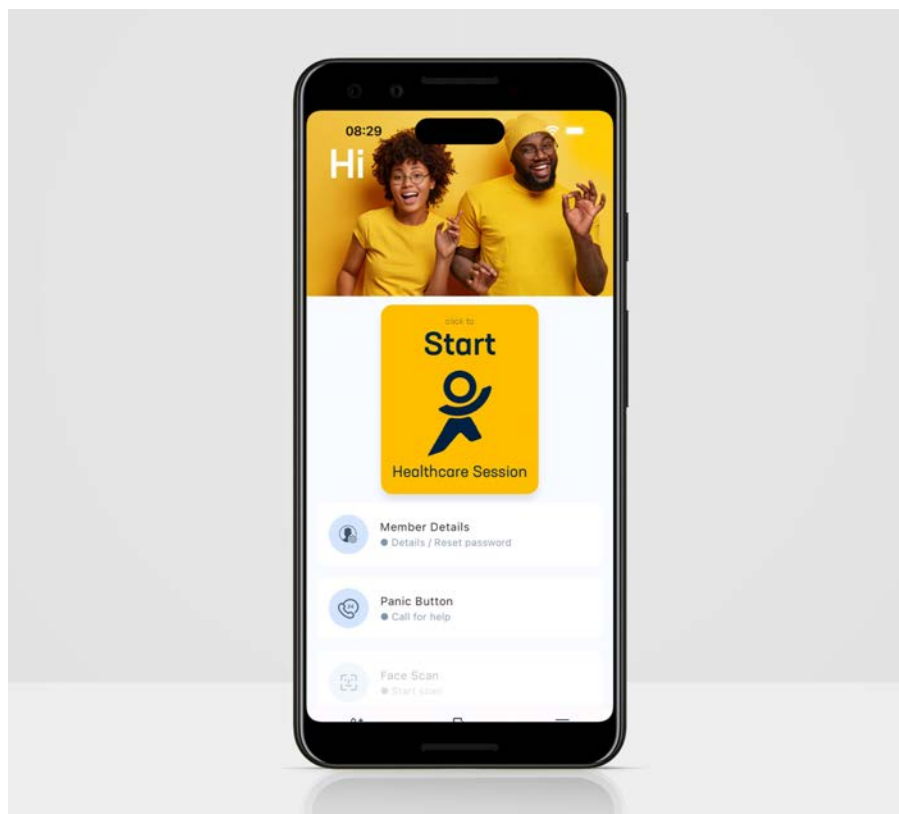 08:29
Hi
click to
Start
Healthcare Session
Member Details
Details / Reset password
Panic Button
24
Call for help
Face Scan
Start scan